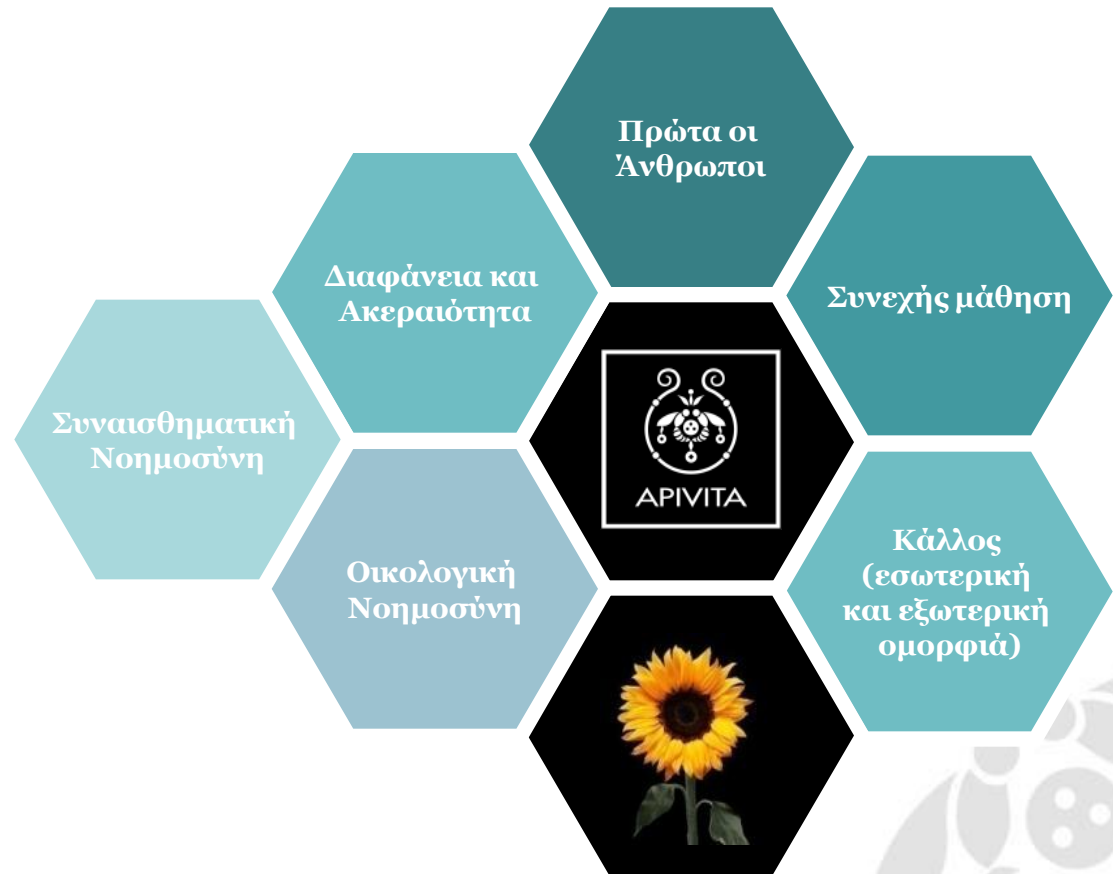 Πρώτα οι
Άνθρωποι
Διαφάνεια και
Ακεραιότητα
Συνεχής μάθηση
Συναισθηματική
Νοημοσύνη
APIVITA
Οικολογική
Νοημοσύνη
Κάλλος
(εσωτερική
και εξωτερική
ομορφιά)